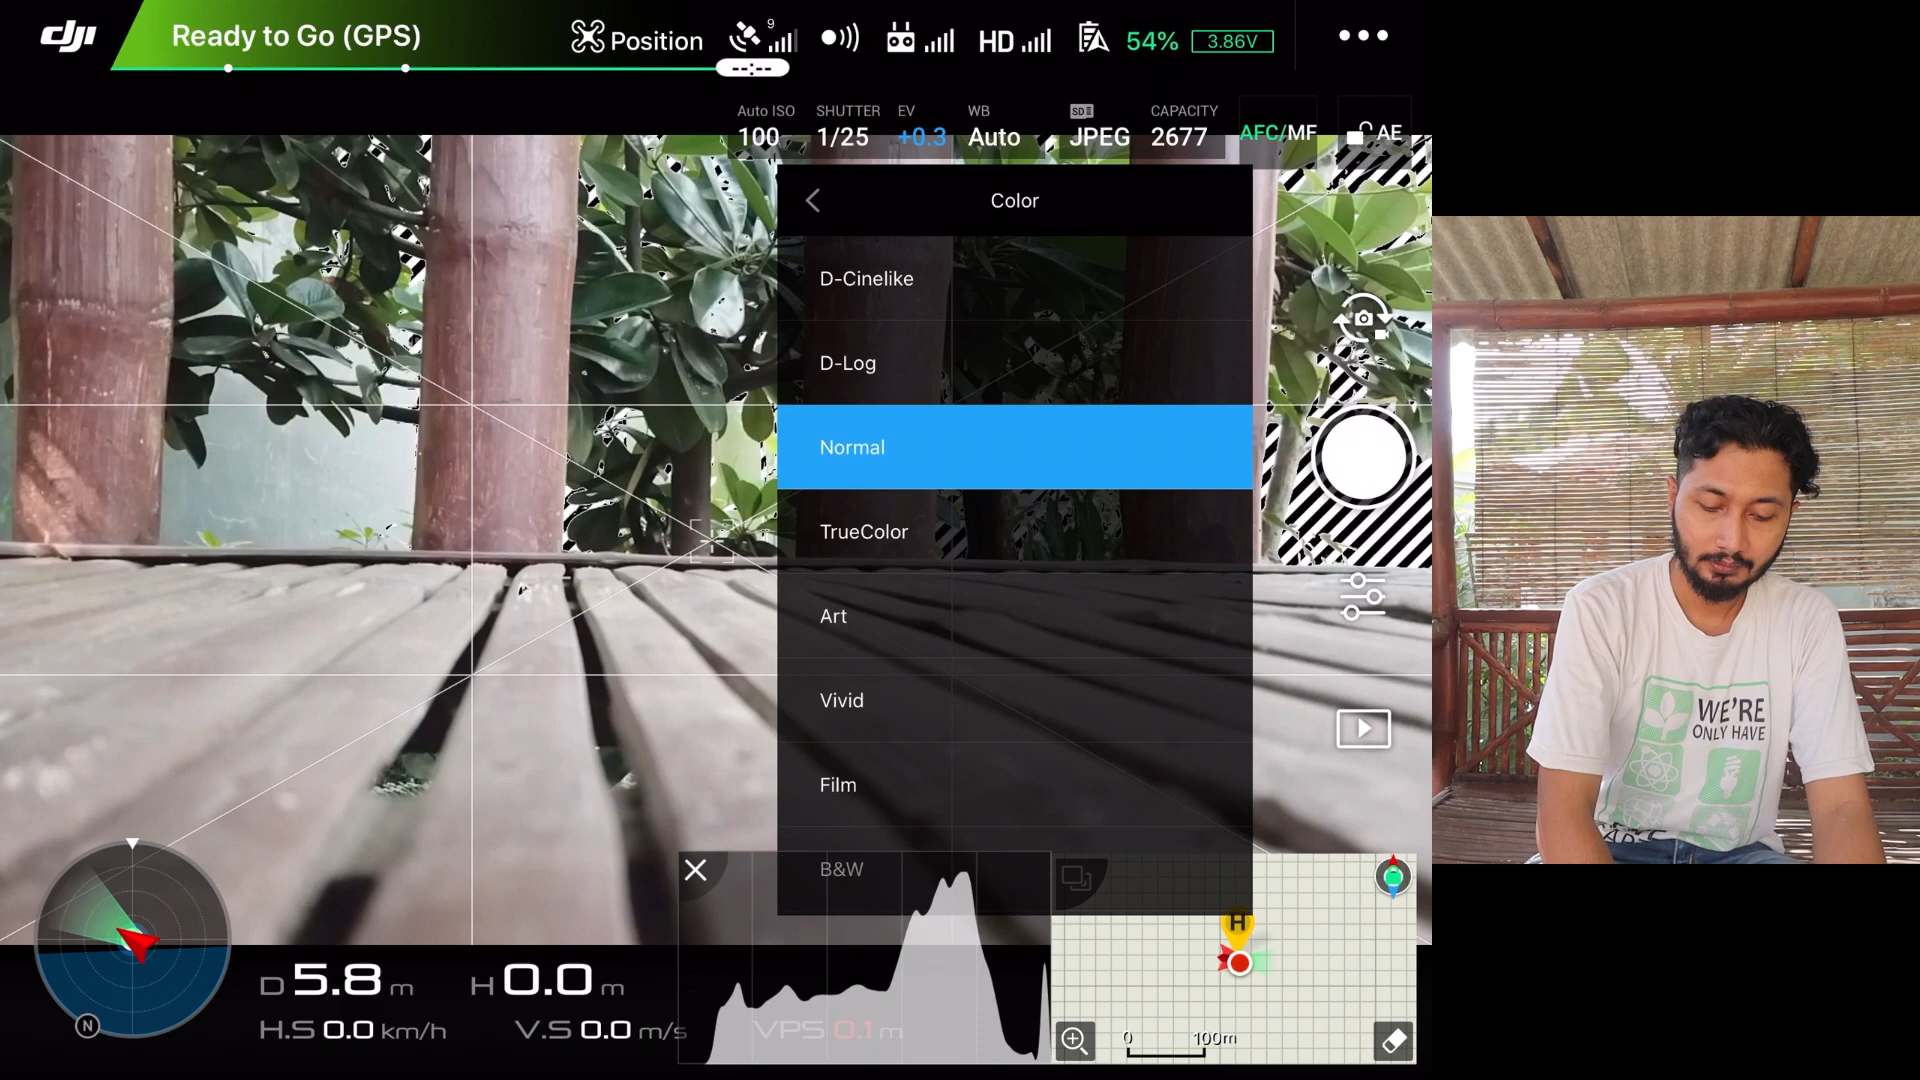 dji
Ready to Go (GPS)
Position
9
HD
54%
3.86V
--:--
Auto ISO
100
SHUTTER
1/25
EV
+0.3
WB
Auto
SD
JPEG
CAPACITY
2677
AFC/MF
AE
Color
D-Cinelike
D-Log
Normal
TrueColor
Art
Vivid
Film
B&W
WE'RE
ONLY HAVE
H
N
D 5.8 m
H 0.0 m
H.S 0.0 km/h
V.S 0.0 m/s
VPS 0.1 m
0
100m